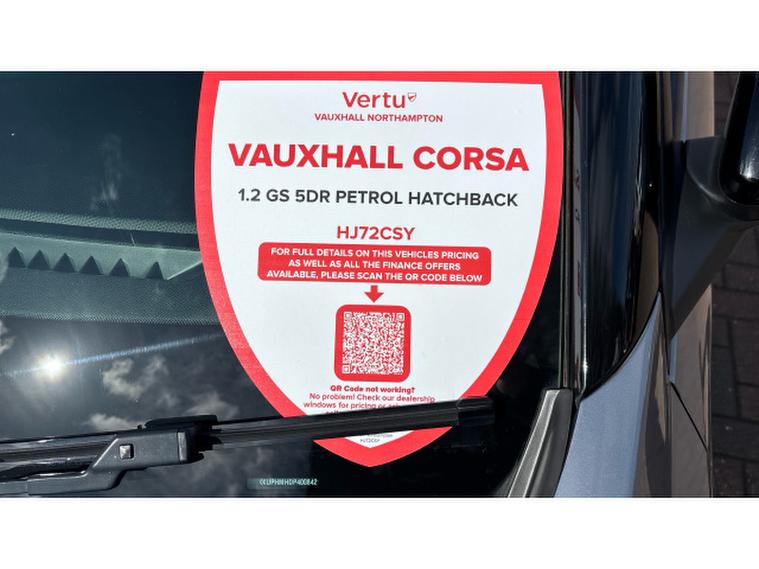 Vertu
VAUXHALL NORTHAMPTON
VAUXHALL CORSA
1.2 GS 5DR PETROL HATCHBACK
HJ72CSY
FOR FULL DETAILS ON THIS VEHICLES PRICING
AS WELL AS ALL THE FINANCE OFFERS
AVAILABLE, PLEASE SCAN THE QR CODE BELOW
QR Code not working?
No problem! Check our dealership
windows for pricing or
HJ72CSY